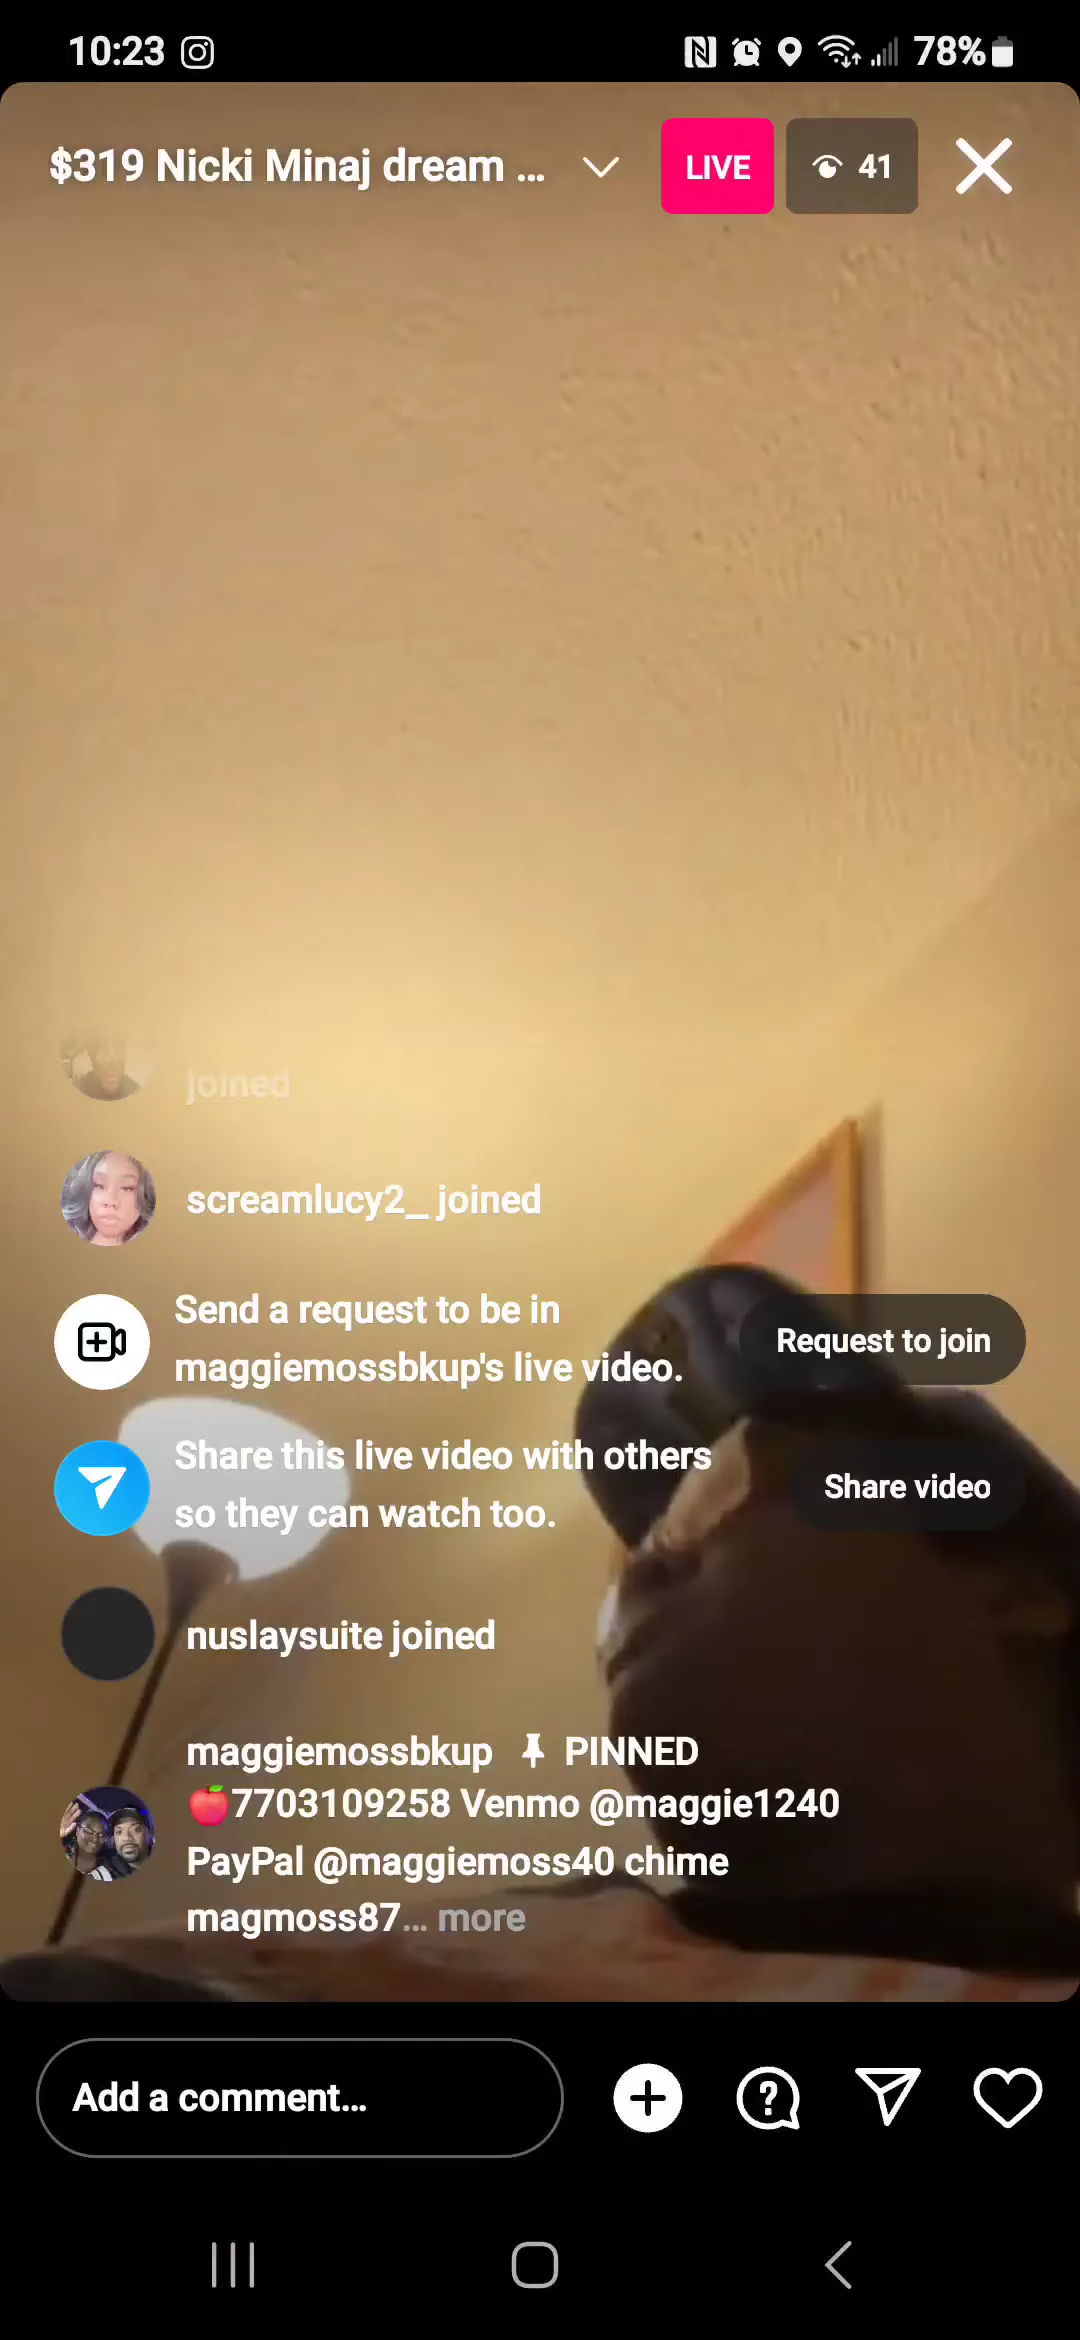 10:23 78%
$319 Nicki Minaj dream ... LIVE 41
joined
screamlucy2_ joined
Send a request to be in
maggiemossbkup's live video.
Request to join
Share this live video with others
so they can watch too.
Share video
nuslaysuite joined
maggiemossbkup PINNED
🍎7703109258 Venmo @maggie1240
PayPal @maggiemoss40 chime
magmoss87... more
Add a comment...